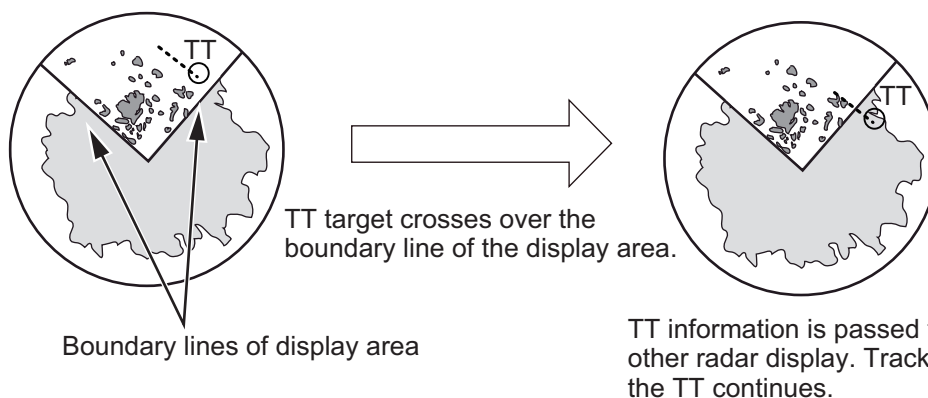 TT
TT
TT target crosses over the
boundary line of the display area.
Boundary lines of display area
TT information is passed
other radar display. Track
the TT continues.